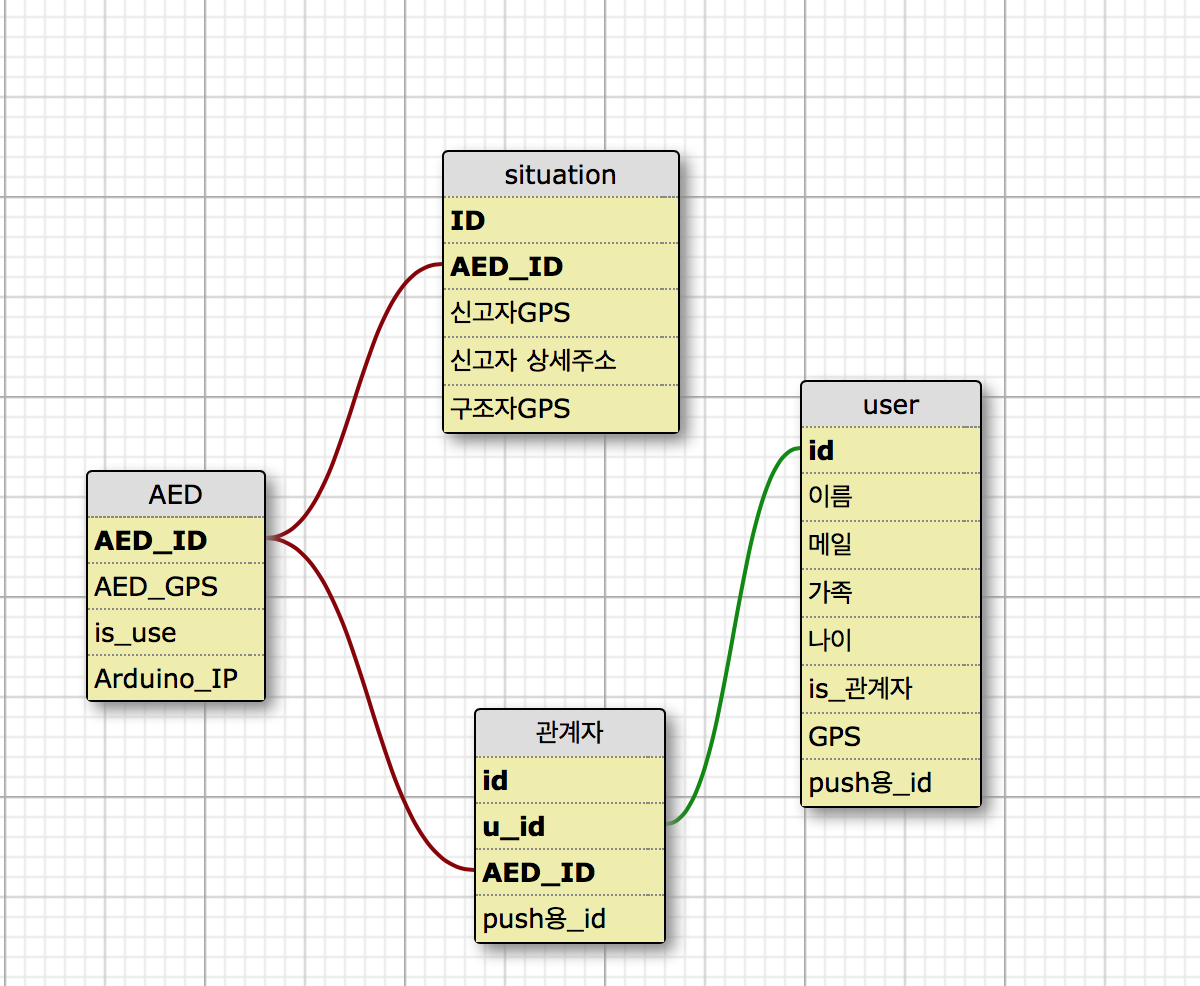 situation
ID
AED_ID
신고자GPS
신고자 상세주소
구조자GPS
AED
AED_ID
AED_GPS
is_use
Arduino_IP
관계자
id
u_id
AED_ID
push용_id
user
id
이름
메일
가족
나이
is_관계자
GPS
push용_id